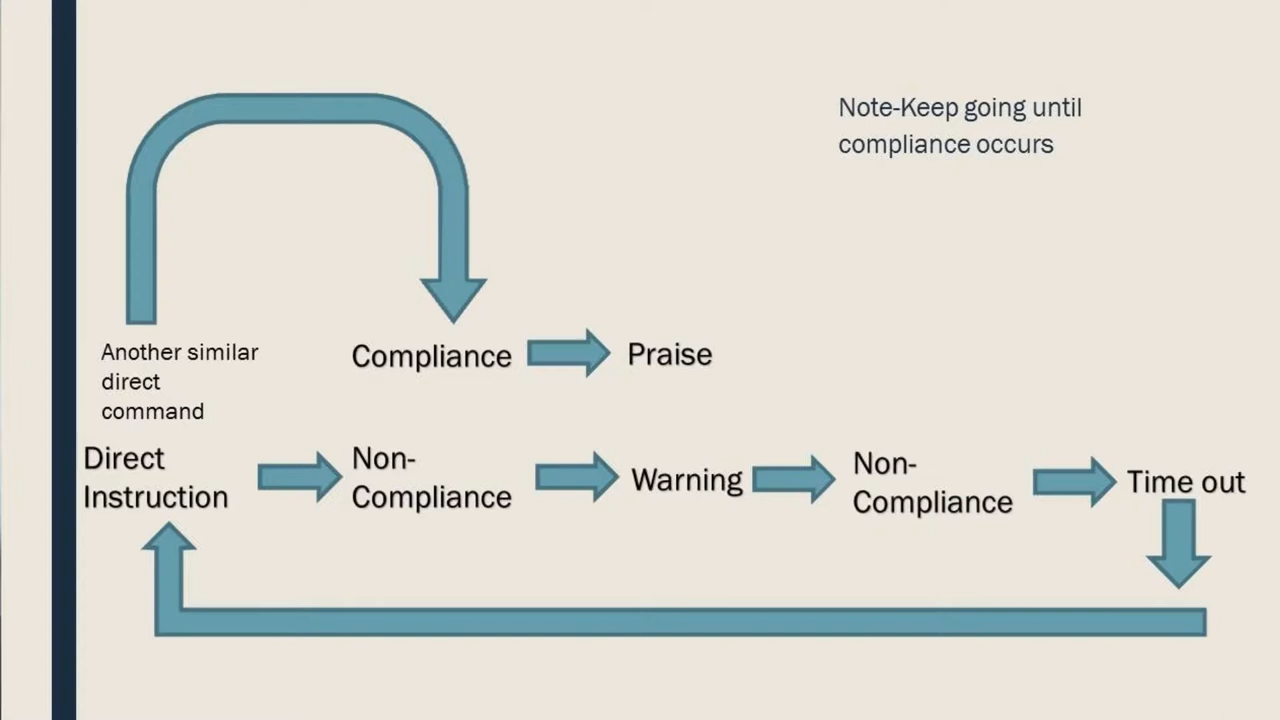 Note-Keep going until
compliance occurs
Another similar
direct
command
Compliance
Praise
Direct
Instruction
Non-
Compliance
Warning
Non-
Compliance
Time out